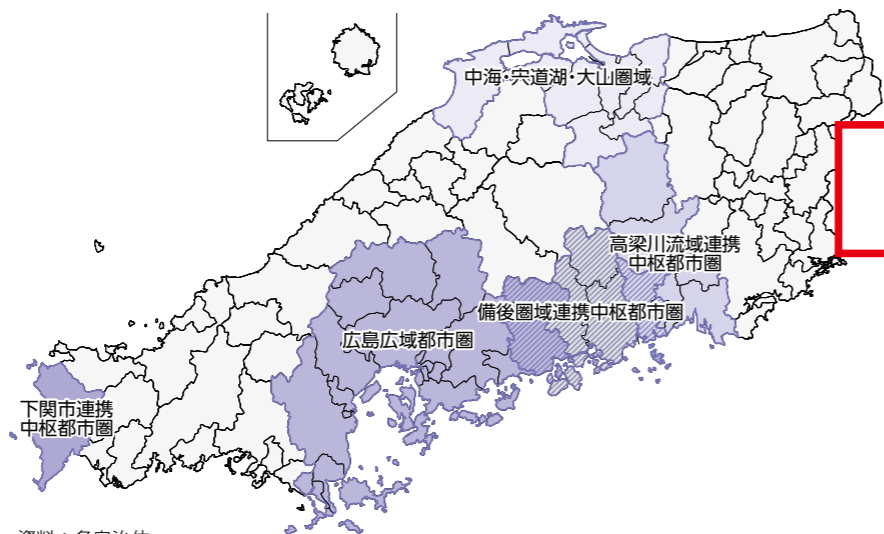 中海・宍道湖・大山圏域
高梁川流域連携
中枢都市圏
備後圏域連携中枢都市圏
広島広域都市圏
下関市連携
中枢都市圏